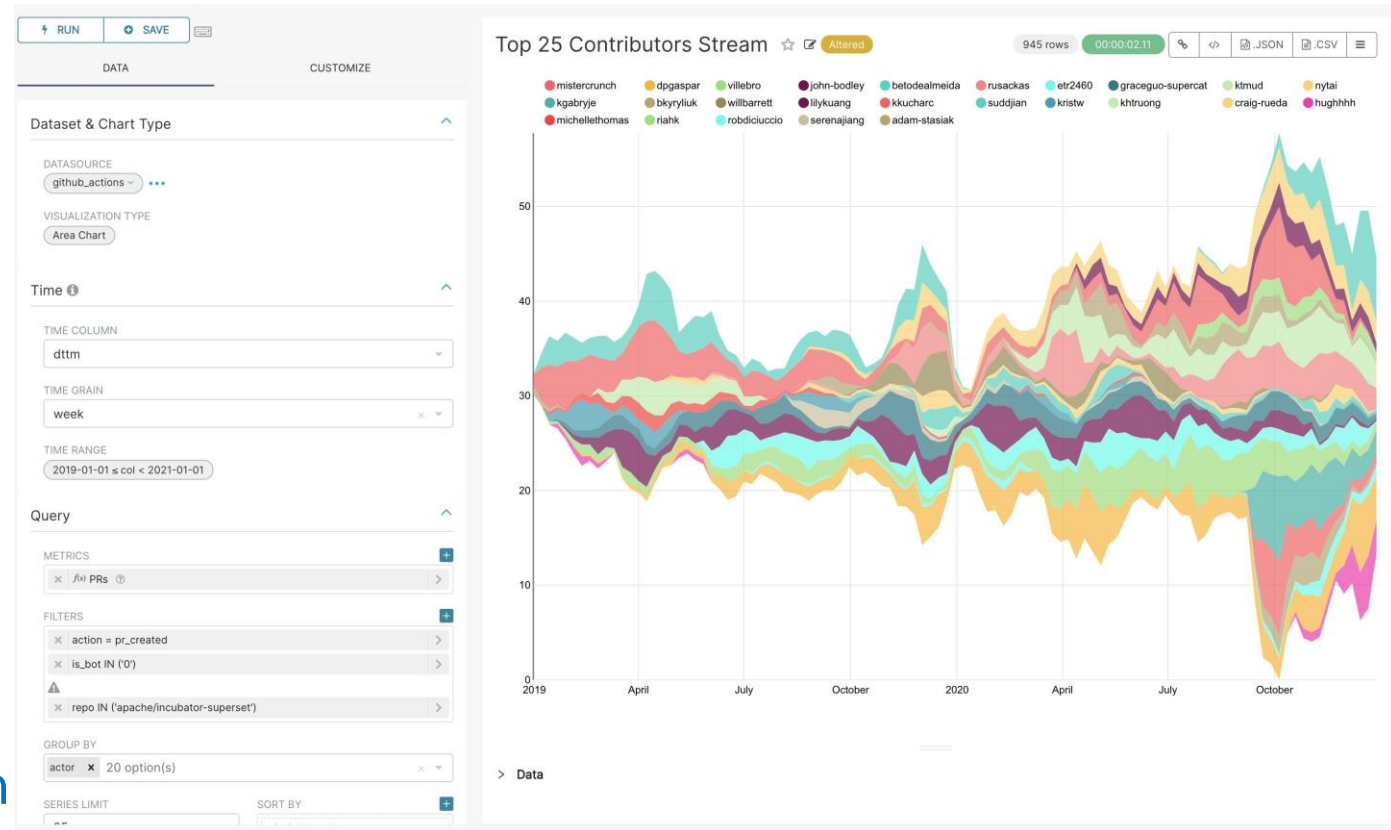 RUN SAVE
DATA CUSTOMIZE
Dataset & Chart Type
DATASOURCE
github_actions
VISUALIZATION TYPE
Area Chart
Time
TIME COLUMN
dttm
TIME GRAIN
week
TIME RANGE
2019-01-01 ≤ col < 2021-01-01
Query
METRICS
f(x) PRs
FILTERS
action = pr_created
is_bot IN ('0')
repo IN ('apache/incubator-superset')
GROUP BY
actor 20 option(s)
SERIES LIMIT SORT BY
n
Top 25 Contributors Stream Altered 945 rows 00:00:02.11 </> .JSON .CSV
mistercrunch dpgaspar villebro john-bodley betodealmeida rusackas etr2460 graceguo-supercat ktmud nytai
kgabryje bkyryliuk willbarrett lilykuang kkucharc suddjian kristw khtruong craig-rueda hughhhh
michellethomas riahk robdiciuccio serenajiang adam-stasiak
50
40
30
20
10
0
2019 April July October 2020 April July October
> Data